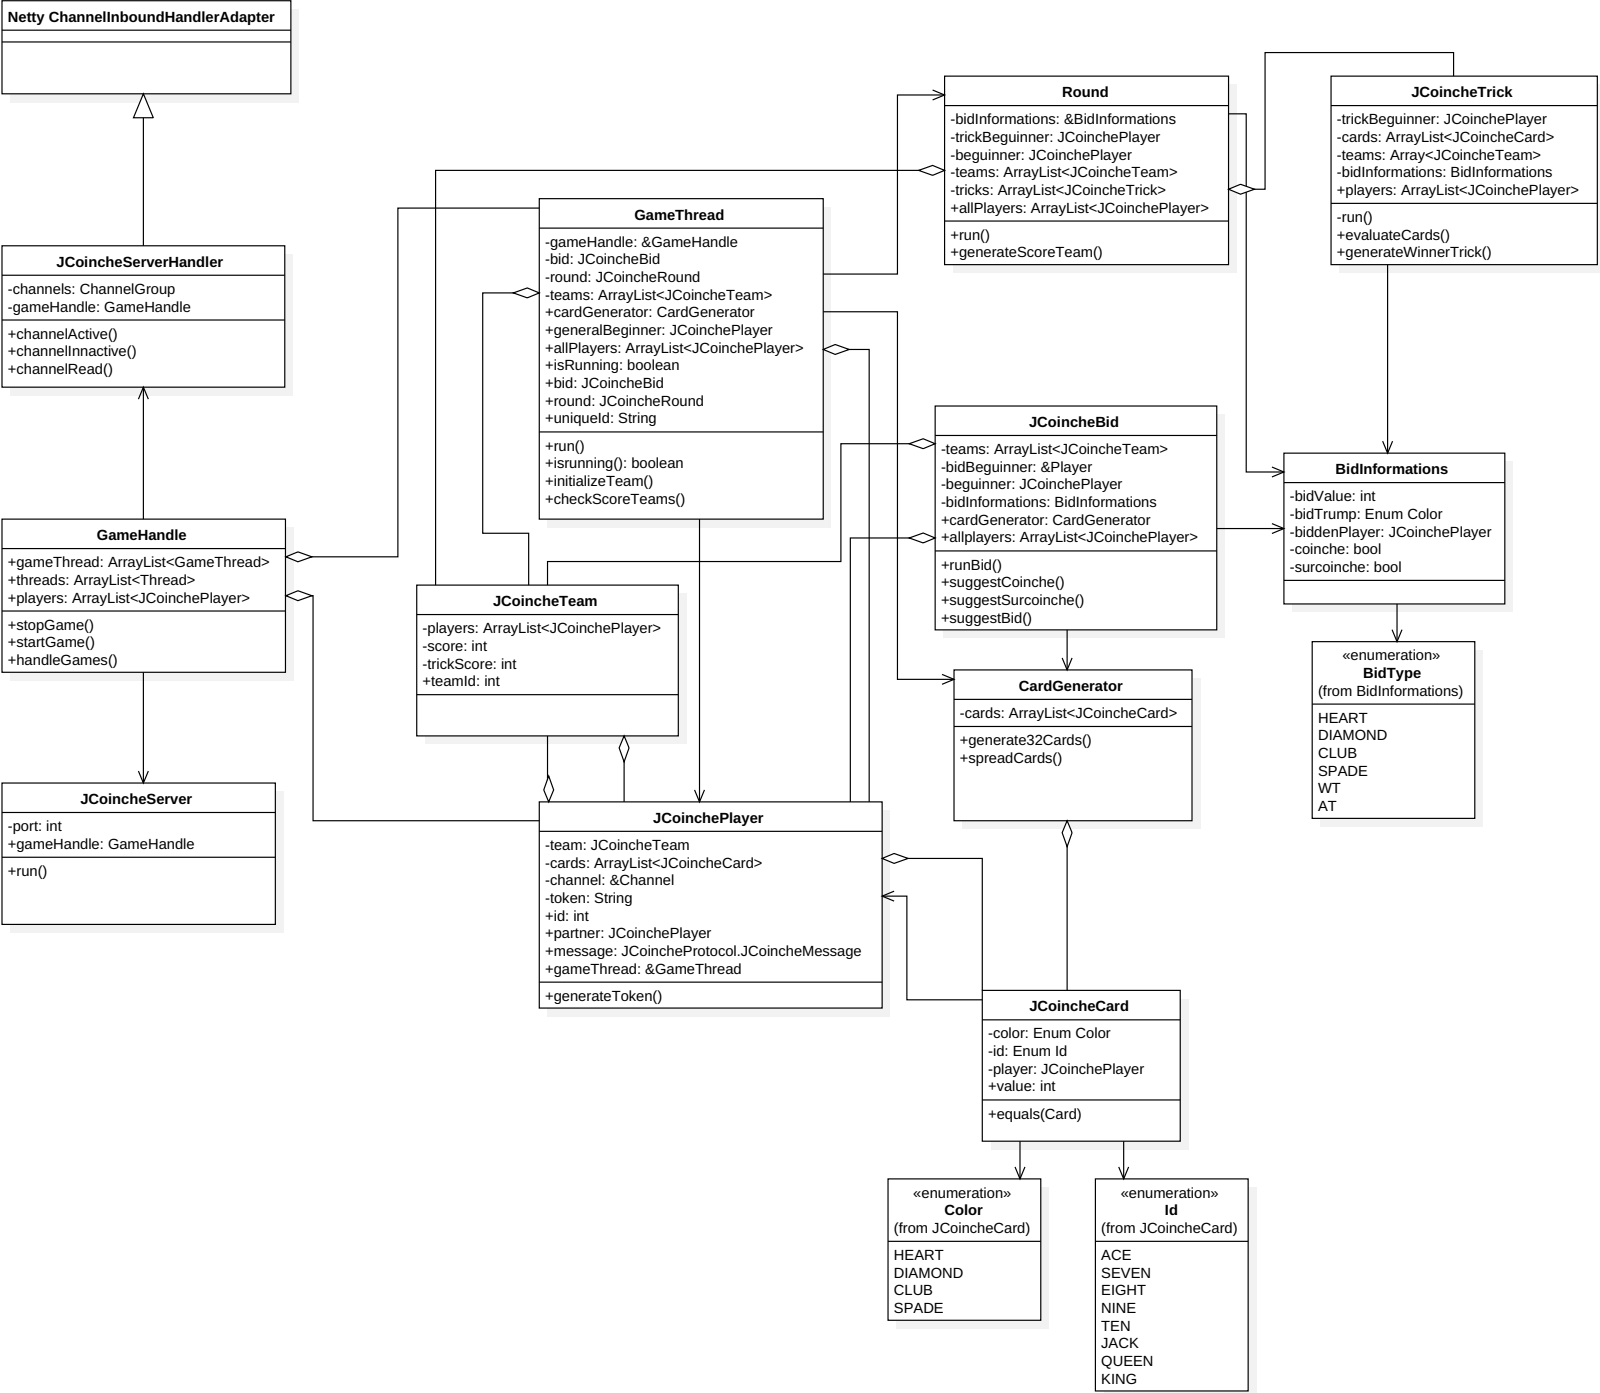 Netty ChannelInboundHandlerAdapter
JCoincheServerHandler
-channels: ChannelGroup
-gameHandle: GameHandle
+channelActive()
+channelInnactive()
+channelRead()
GameHandle
+gameThread: ArrayList<GameThread>
+threads: ArrayList<Thread>
+players: ArrayList<JCoinchePlayer>
+stopGame()
+startGame()
+handleGames()
JCoincheServer
-port: int
+gameHandle: GameHandle
+run()
GameThread
-gameHandle: &GameHandle
-bid: JCoincheBid
-round: JCoincheRound
-teams: ArrayList<JCoincheTeam>
+cardGenerator: CardGenerator
+generalBeginner: JCoinchePlayer
+allPlayers: ArrayList<JCoinchePlayer>
+isRunning: boolean
+bid: JCoincheBid
+round: JCoincheRound
+uniqueId: String
+run()
+isrunning(): boolean
+initializeTeam()
+checkScoreTeams()
JCoincheTeam
-players: ArrayList<JCoinchePlayer>
-score: int
-trickScore: int
+teamId: int
JCoinchePlayer
-team: JCoincheTeam
-cards: ArrayList<JCoincheCard>
-channel: &Channel
-token: String
+id: int
+partner: JCoinchePlayer
+message: JCoincheProtocol.JCoincheMessage
+gameThread: &GameThread
+generateToken()
Round
-bidInformations: &BidInformations
-trickBeguinner: JCoinchePlayer
-beguinner: JCoinchePlayer
-teams: ArrayList<JCoincheTeam>
-tricks: ArrayList<JCoincheTrick>
+allPlayers: ArrayList<JCoinchePlayer>
+run()
+generateScoreTeam()
JCoincheTrick
-trickBeguinner: JCoinchePlayer
-cards: ArrayList<JCoincheCard>
-teams: Array<JCoincheTeam>
-bidInformations: BidInformations
+players: ArrayList<JCoinchePlayer>
-run()
+evaluateCards()
+generateWinnerTrick()
JCoincheBid
-teams: ArrayList<JCoincheTeam>
-bidBeguinner: &Player
-beguinner: JCoinchePlayer
-bidInformations: BidInformations
+cardGenerator: CardGenerator
+allplayers: ArrayList<JCoinchePlayer>
+runBid()
+suggestCoinche()
+suggestSurcoinche()
+suggestBid()
BidInformations
-bidValue: int
-bidTrump: Enum Color
-biddenPlayer: JCoinchePlayer
-coinche: bool
-surcoinche: bool
«enumeration»
BidType
(from BidInformations)
HEART
DIAMOND
CLUB
SPADE
WT
AT
CardGenerator
-cards: ArrayList<JCoincheCard>
+generate32Cards()
+spreadCards()
JCoincheCard
-color: Enum Color
-id: Enum Id
-player: JCoinchePlayer
+value: int
+equals(Card)
«enumeration»
Color
(from JCoincheCard)
HEART
DIAMOND
CLUB
SPADE
«enumeration»
Id
(from JCoincheCard)
ACE
SEVEN
EIGHT
NINE
TEN
JACK
QUEEN
KING